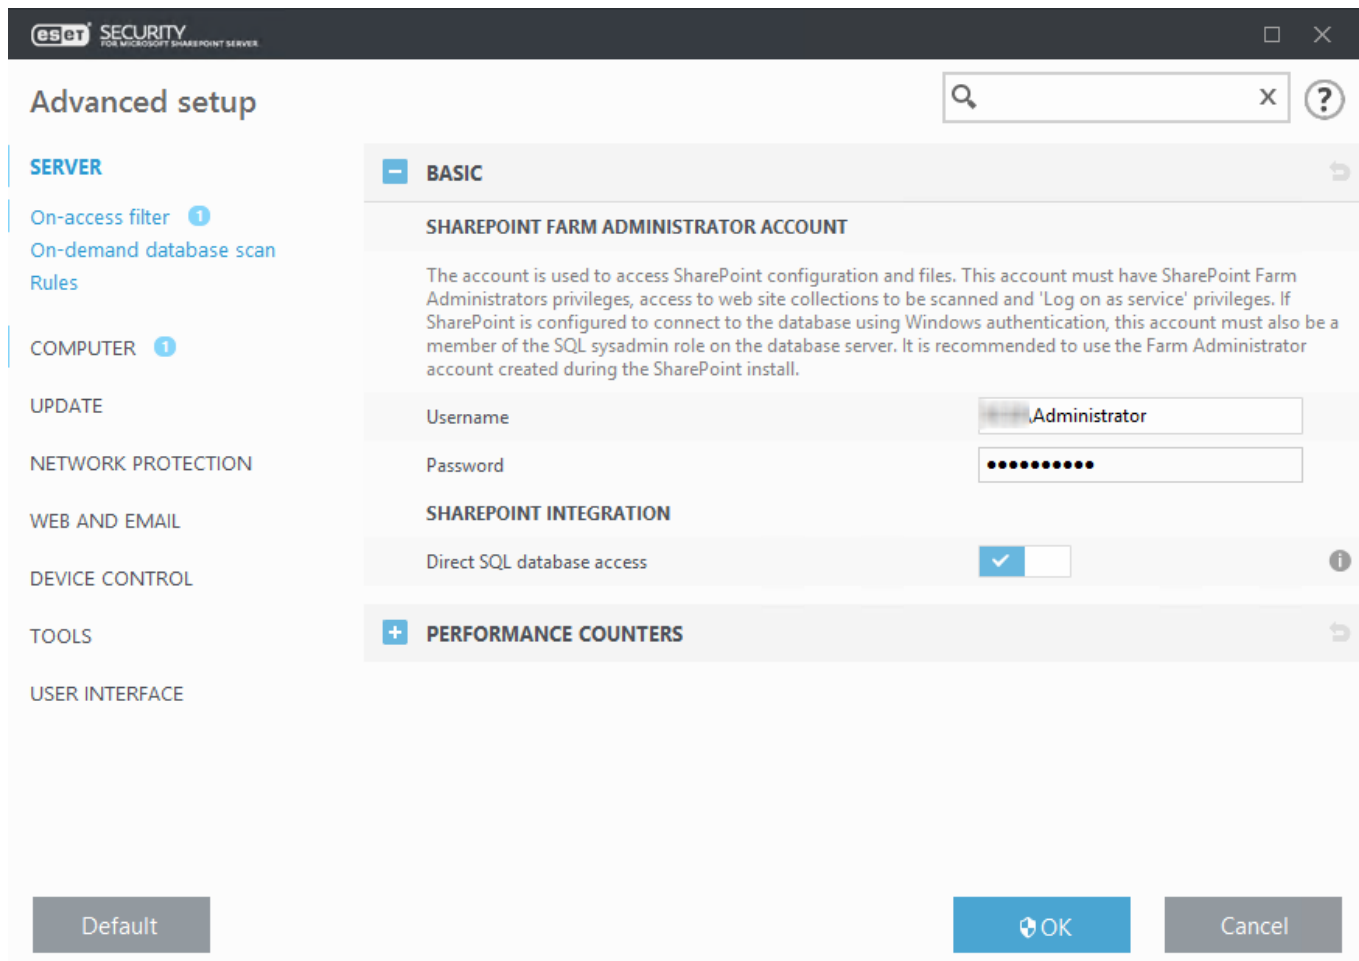 eset SECURITY
FOR MICROSOFT SHAREPOINT SERVER
Advanced setup
x
?
SERVER
On-access filter 1
On-demand database scan
Rules
COMPUTER 1
UPDATE
NETWORK PROTECTION
WEB AND EMAIL
DEVICE CONTROL
TOOLS
USER INTERFACE
BASIC
SHAREPOINT FARM ADMINISTRATOR ACCOUNT
The account is used to access SharePoint configuration and files. This account must have SharePoint Farm
Administrators privileges, access to web site collections to be scanned and 'Log on as service' privileges. If
SharePoint is configured to connect to the database using Windows authentication, this account must also be a
member of the SQL sysadmin role on the database server. It is recommended to use the Farm Administrator
account created during the SharePoint install.
Username
\Administrator
Password
••••••••••
SHAREPOINT INTEGRATION
Direct SQL database access
i
PERFORMANCE COUNTERS
Default
OK
Cancel